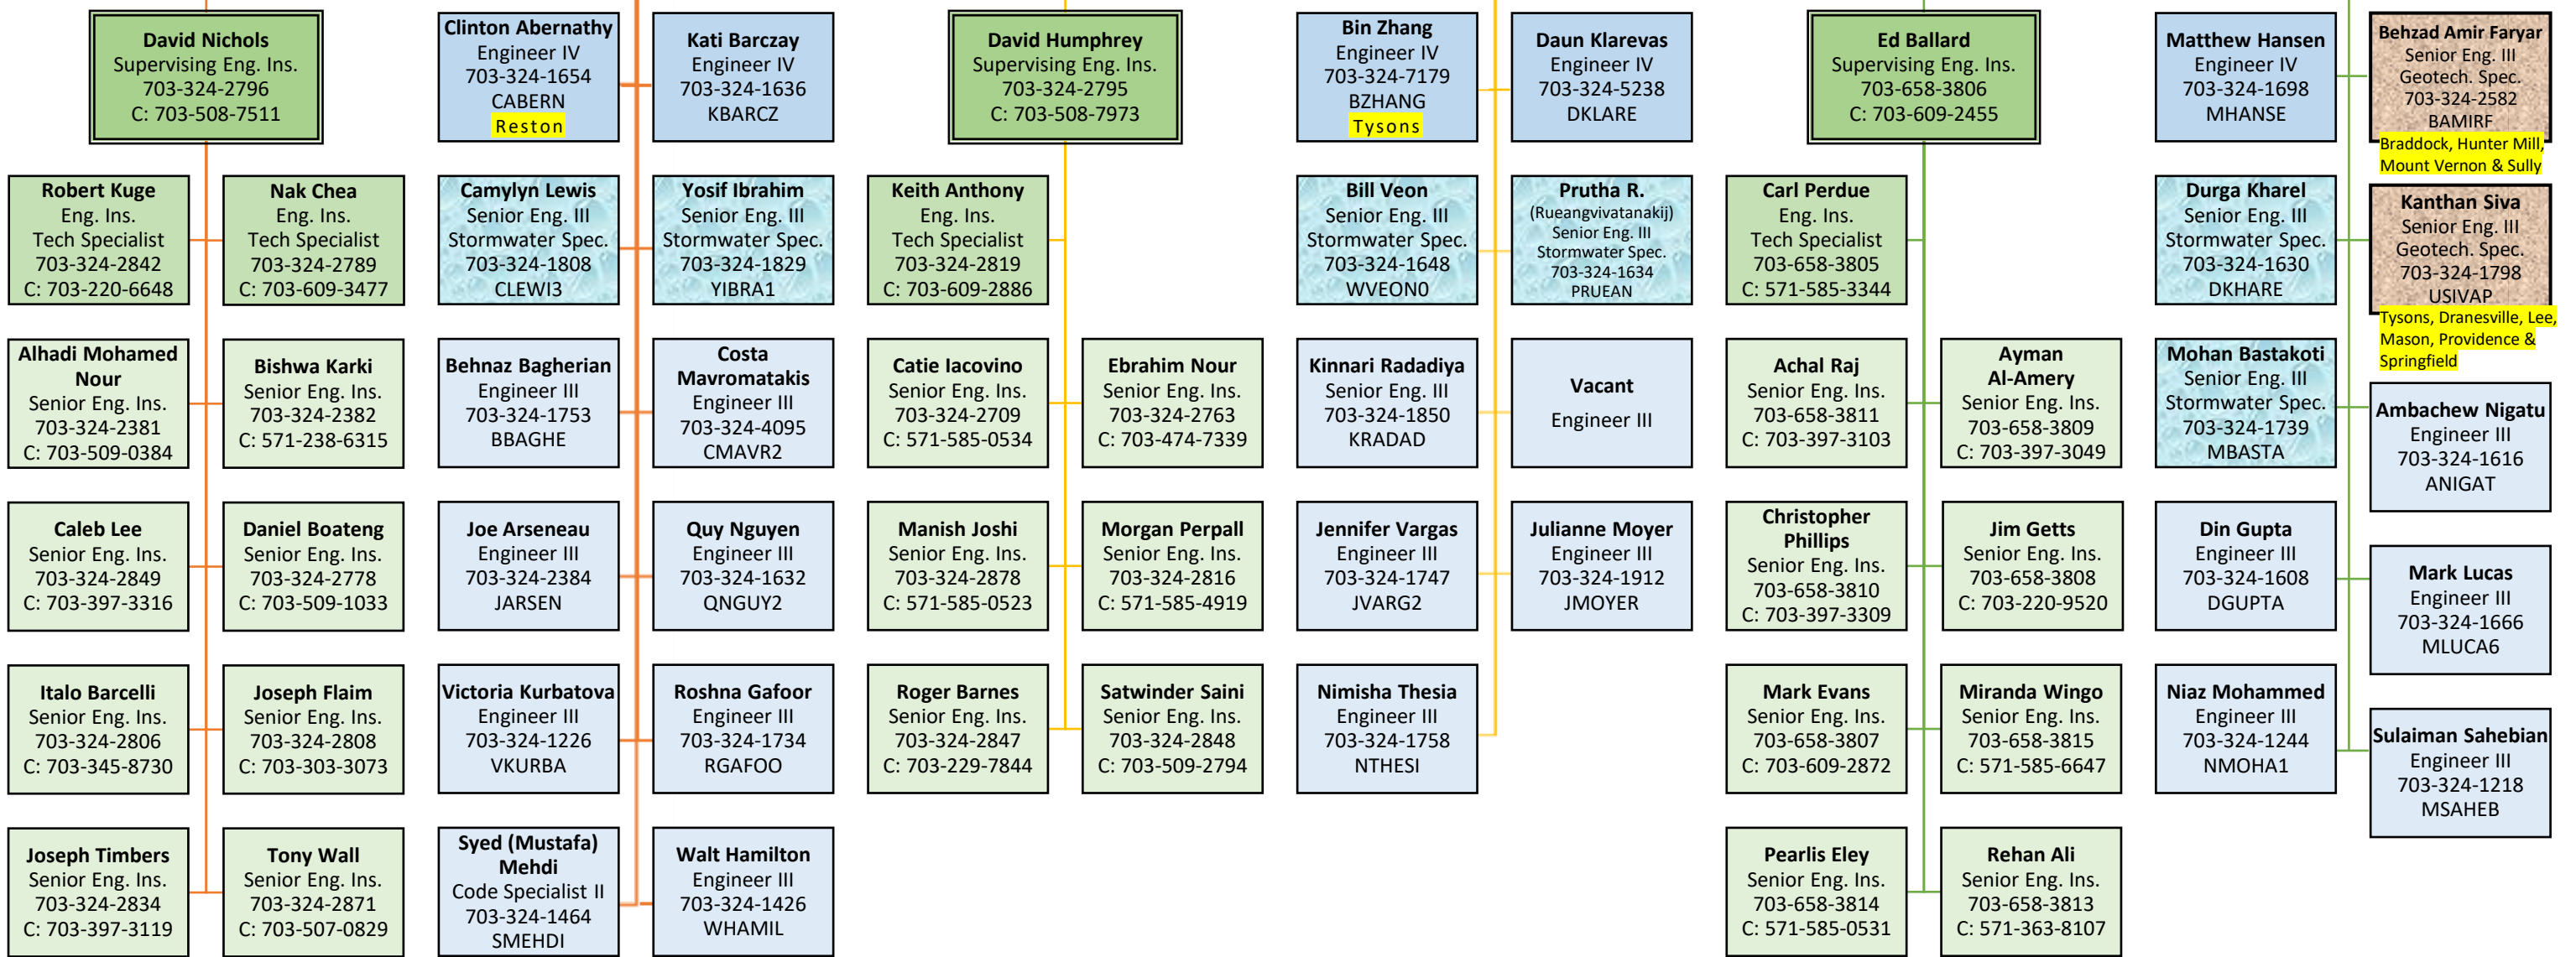 David Nichols
Supervising Eng. Ins.
703-324-2796
C: 703-508-7511
Clinton Abernathy
Engineer IV
703-324-1654
CABERN
Reston
Kati Barczay
Engineer IV
703-324-1636
KBARCZ
David Humphrey
Supervising Eng. Ins.
703-324-2795
C: 703-508-7973
Bin Zhang
Engineer IV
703-324-7179
BZHANG
Tysons
Daun Klarevas
Engineer IV
703-324-5238
DKLARE
Ed Ballard
Supervising Eng. Ins.
703-658-3806
C: 703-609-2455
Matthew Hansen
Engineer IV
703-324-1698
MHANSE
Behzad Amir Faryar
Senior Eng. III
Geotech. Spec.
703-324-2582
BAMIRF
Braddock, Hunter Mill,
Mount Vernon & Sully
Robert Kuge
Eng. Ins.
Tech Specialist
703-324-2842
C: 703-220-6648
Nak Chea
Eng. Ins.
Tech Specialist
703-324-2789
C: 703-609-3477
Camylyn Lewis
Senior Eng. III
Stormwater Spec.
703-324-1808
CLEWI3
Yosif Ibrahim
Senior Eng. III
Stormwater Spec.
703-324-1829
YIBRA1
Keith Anthony
Eng. Ins.
Tech Specialist
703-324-2819
C: 703-609-2886
Bill Veon
Senior Eng. III
Stormwater Spec.
703-324-1648
WVEON0
Prutha R.
(Rueangvivatanakij)
Senior Eng. III
Stormwater Spec.
703-324-1634
PRUEAN
Carl Perdue
Eng. Ins.
Tech Specialist
703-658-3805
C: 571-585-3344
Durga Kharel
Senior Eng. III
Stormwater Spec.
703-324-1630
DKHARE
Kanthan Siva
Senior Eng. III
Geotech. Spec.
703-324-1798
USIVAP
Tysons, Dranesville, Lee,
Mason, Providence &
Springfield
Alhadi Mohamed
Nour
Senior Eng. Ins.
703-324-2381
C: 703-509-0384
Bishwa Karki
Senior Eng. Ins.
703-324-2382
C: 571-238-6315
Behnaz Bagherian
Engineer III
703-324-1753
BBAGHE
Costa
Mavromatakis
Engineer III
703-324-4095
CMAVR2
Catie Iacovino
Senior Eng. Ins.
703-324-2709
C: 571-585-0534
Ebrahim Nour
Senior Eng. Ins.
703-324-2763
C: 703-474-7339
Kinnari Radadiya
Senior Eng. III
703-324-1850
KRADAD
Vacant
Engineer III
Achal Raj
Senior Eng. Ins.
703-658-3811
C: 703-397-3103
Ayman
Al-Amery
Senior Eng. Ins.
703-658-3809
C: 703-397-3049
Mohan Bastakoti
Senior Eng. III
Stormwater Spec.
703-324-1739
MBASTA
Ambachew Nigatu
Engineer III
703-324-1616
ANIGAT
Caleb Lee
Senior Eng. Ins.
703-324-2849
C: 703-397-3316
Daniel Boateng
Senior Eng. Ins.
703-324-2778
C: 703-509-1033
Joe Arseneau
Engineer III
703-324-2384
JARSEN
Quy Nguyen
Engineer III
703-324-1632
QNGUY2
Manish Joshi
Senior Eng. Ins.
703-324-2878
C: 571-585-0523
Morgan Perpall
Senior Eng. Ins.
703-324-2816
C: 571-585-4919
Jennifer Vargas
Engineer III
703-324-1747
JVARG2
Julianne Moyer
Engineer III
703-324-1912
JMOYER
Christopher
Phillips
Senior Eng. Ins.
703-658-3810
C: 703-397-3309
Jim Getts
Senior Eng. Ins.
703-658-3808
C: 703-220-9520
Din Gupta
Engineer III
703-324-1608
DGUPTA
Mark Lucas
Engineer III
703-324-1666
MLUCA6
Italo Barcelli
Senior Eng. Ins.
703-324-2806
C: 703-345-8730
Joseph Flaim
Senior Eng. Ins.
703-324-2808
C: 703-303-3073
Victoria Kurbatova
Engineer III
703-324-1226
VKURBA
Roshna Gafoor
Engineer III
703-324-1734
RGAFOO
Roger Barnes
Senior Eng. Ins.
703-324-2847
C: 703-229-7844
Satwinder Saini
Senior Eng. Ins.
703-324-2848
C: 703-509-2794
Nimisha Thesia
Engineer III
703-324-1758
NTHESI
Mark Evans
Senior Eng. Ins.
703-658-3807
C: 703-609-2872
Miranda Wingo
Senior Eng. Ins.
703-658-3815
C: 571-585-6647
Niaz Mohammed
Engineer III
703-324-1244
NMOHA1
Sulaiman Sahebian
Engineer III
703-324-1218
MSAHEB
Joseph Timbers
Senior Eng. Ins.
703-324-2834
C: 703-397-3119
Tony Wall
Senior Eng. Ins.
703-324-2871
C: 703-507-0829
Syed (Mustafa)
Mehdi
Code Specialist II
703-324-1464
SMEHDI
Walt Hamilton
Engineer III
703-324-1426
WHAMIL
Pearlis Eley
Senior Eng. Ins.
703-658-3814
C: 571-585-0531
Rehan Ali
Senior Eng. Ins.
703-658-3813
C: 571-363-8107